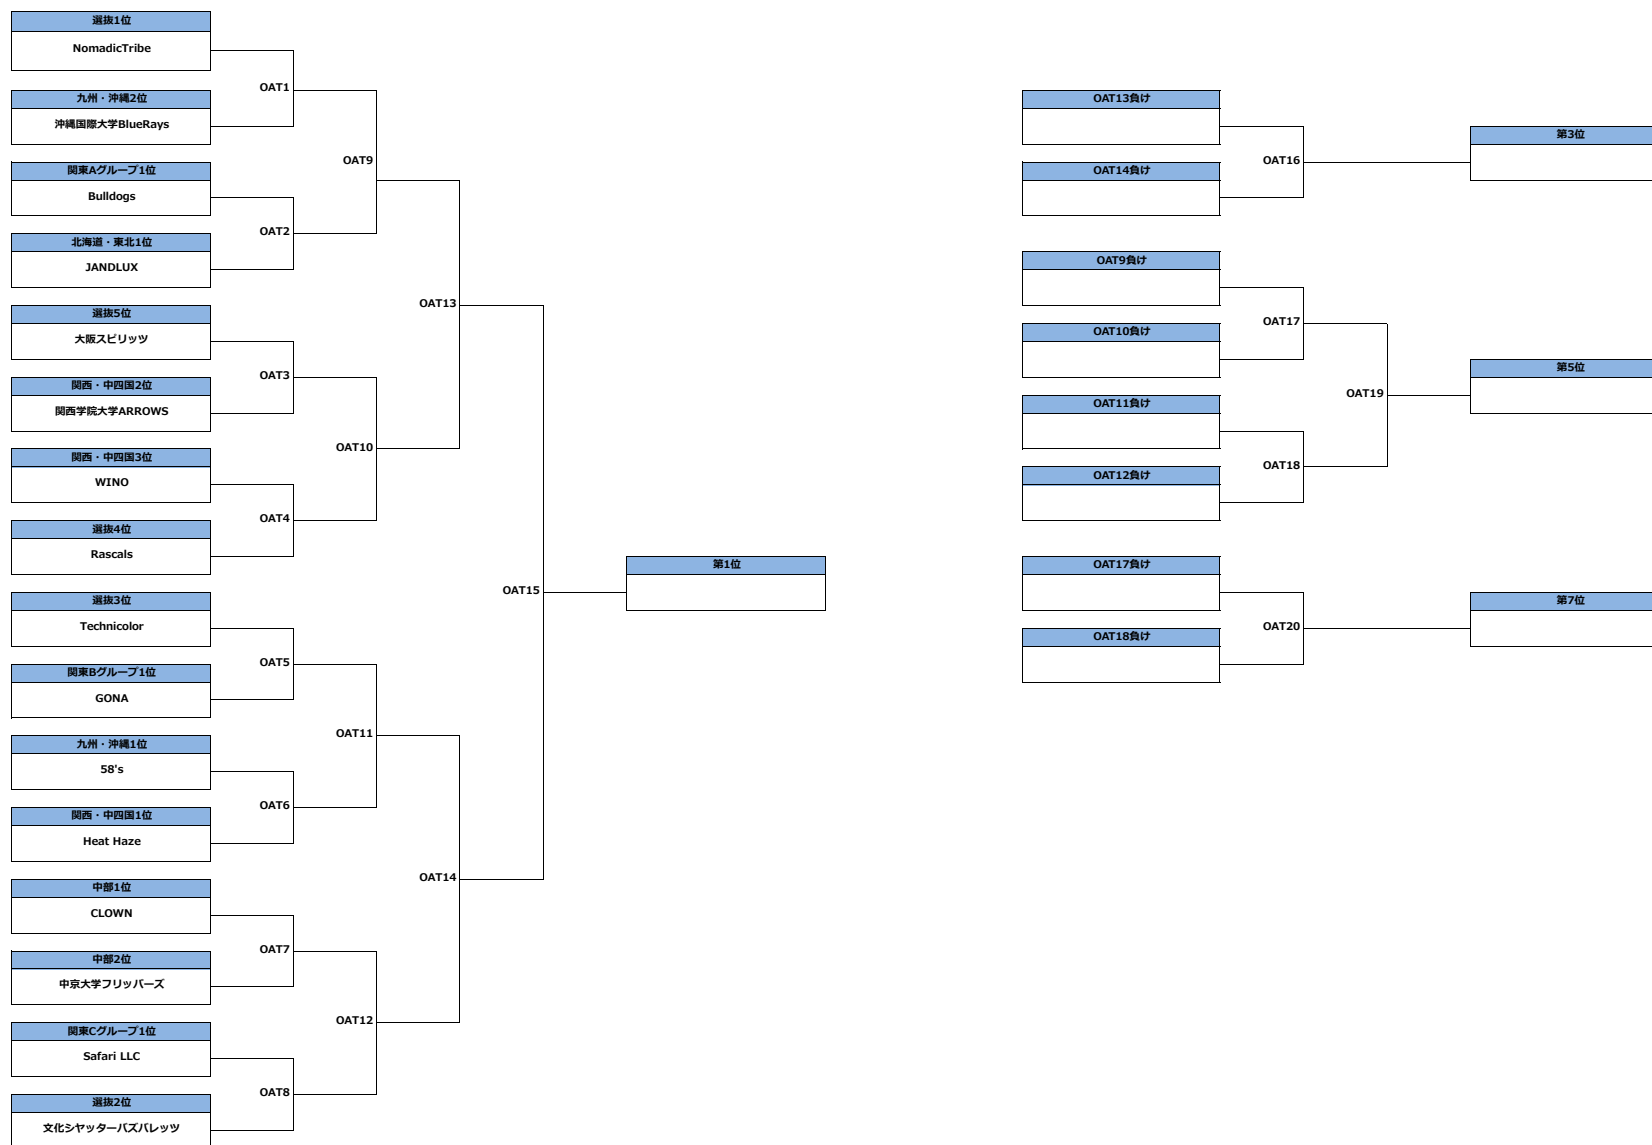 選抜1位
NomadicTribe
OAT1
九州・沖縄2位
沖縄国際大学BlueRays
OAT9
関東Aグループ1位
Bulldogs
OAT2
北海道・東北1位
JANDLUX
OAT13
選抜5位
大阪スピリッツ
OAT3
関西・中四国2位
関西学院大学ARROWS
OAT10
関西・中四国3位
WINO
OAT4
選抜4位
Rascals
OAT15
第1位
選抜3位
Technicolor
OAT5
関東Bグループ1位
GONA
OAT11
九州・沖縄1位
58's
OAT6
関西・中四国1位
Heat Haze
OAT14
中部1位
CLOWN
OAT7
中部2位
中京大学フリッパーズ
OAT12
関東Cグループ1位
Safari LLC
OAT8
選抜2位
文化シヤッターバズバレッツ
OAT13負け
OAT16
第3位
OAT14負け
OAT9負け
OAT17
OAT10負け
OAT19
第5位
OAT11負け
OAT18
OAT12負け
OAT17負け
OAT20
第7位
OAT18負け